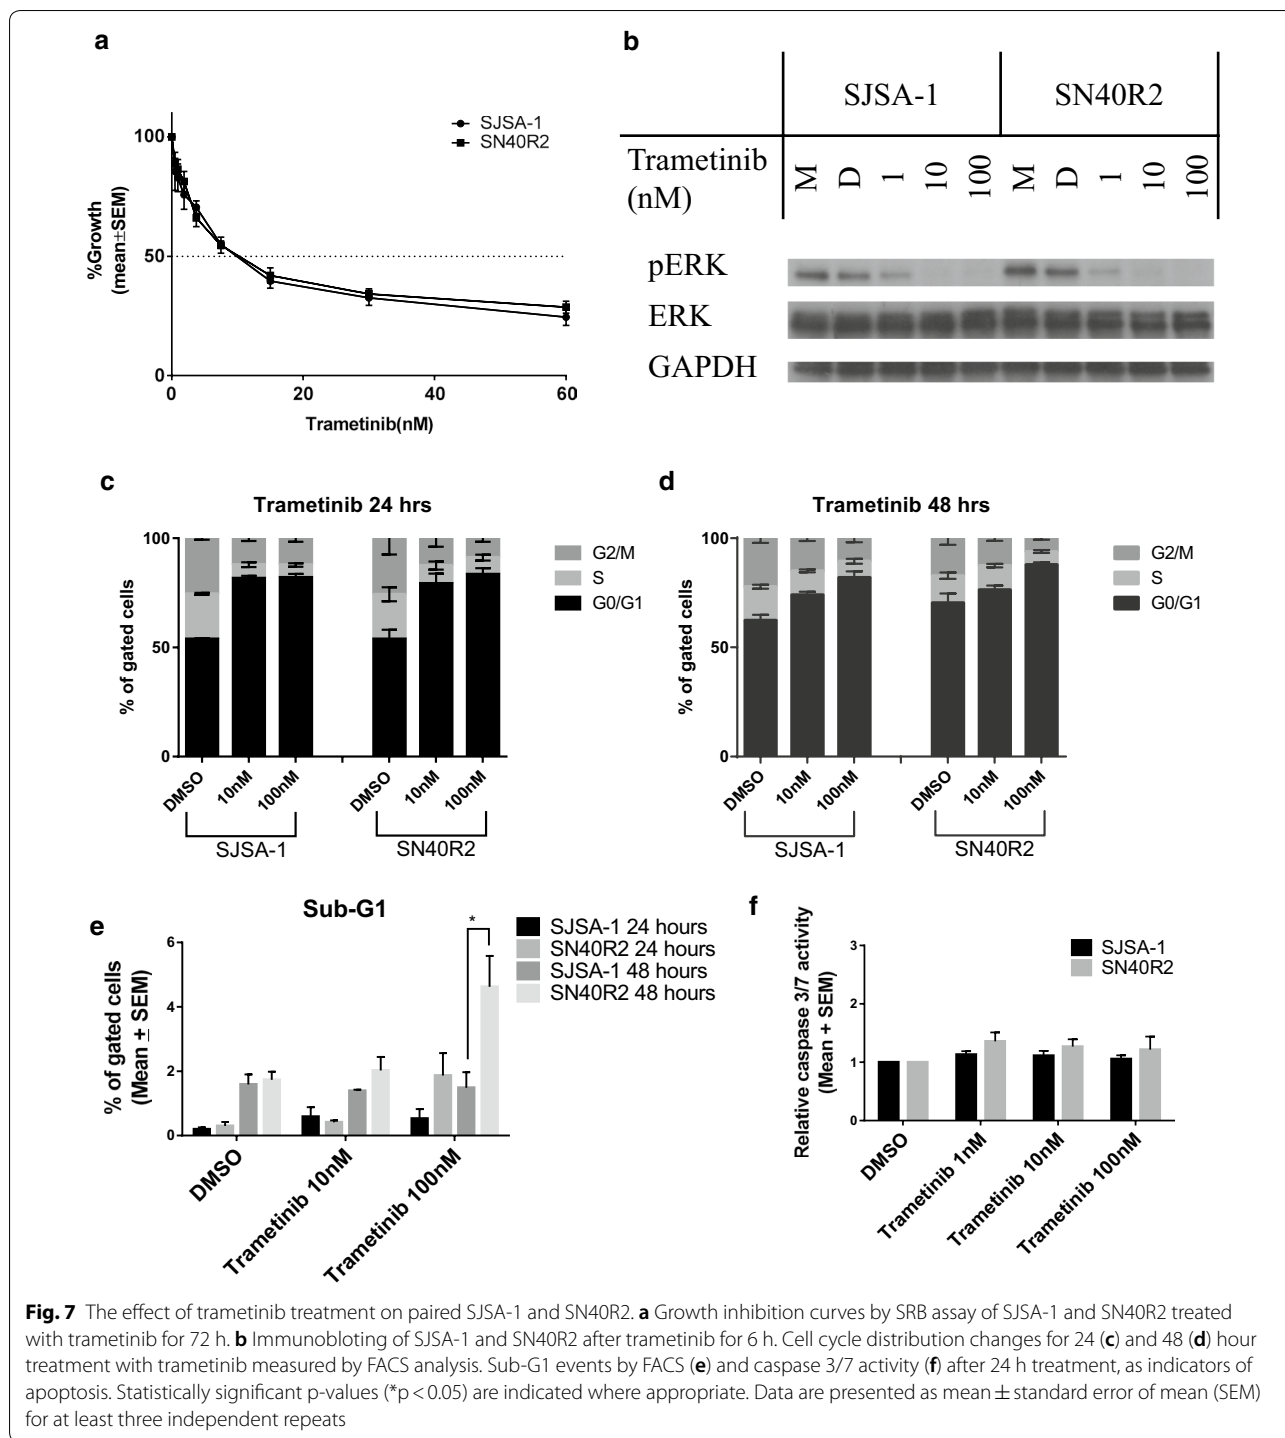 a
SJSA-1
SN40R2
%Growth
(mean±SEM)
100
50
0
0
20
40
60
Trametinib(nM)
b
SJSA-1
SN40R2
Trametinib
(nM)
M
D
1
10
100
M
D
1
10
100
pERK
ERK
GAPDH
c
Trametinib 24 hrs
% of gated cells
100
50
0
G2/M
S
G0/G1
DMSO
10nM
100nM
DMSO
10nM
100nM
SJSA-1
SN40R2
d
Trametinib 48 hrs
% of gated cells
100
50
0
G2/M
S
G0/G1
DMSO
10nM
100nM
DMSO
10nM
100nM
SJSA-1
SN40R2
e
Sub-G1
% of gated cells
(Mean ± SEM)
6
4
2
0
*
SJSA-1 24 hours
SN40R2 24 hours
SJSA-1 48 hours
SN40R2 48 hours
DMSO
Trametinib 10nM
Trametinib 100nM
f
Relative caspase 3/7 activity
(Mean + SEM)
3
2
1
0
SJSA-1
SN40R2
DMSO
Trametinib 1nM
Trametinib 10nM
Trametinib 100nM
Fig. 7 The effect of trametinib treatment on paired SJSA-1 and SN40R2. a Growth inhibition curves by SRB assay of SJSA-1 and SN40R2 treated
with trametinib for 72 h. b Immunobloting of SJSA-1 and SN40R2 after trametinib for 6 h. Cell cycle distribution changes for 24 (c) and 48 (d) hour
treatment with trametinib measured by FACS analysis. Sub-G1 events by FACS (e) and caspase 3/7 activity (f) after 24 h treatment, as indicators of
apoptosis. Statistically significant p-values (*p < 0.05) are indicated where appropriate. Data are presented as mean ± standard error of mean (SEM)
for at least three independent repeats